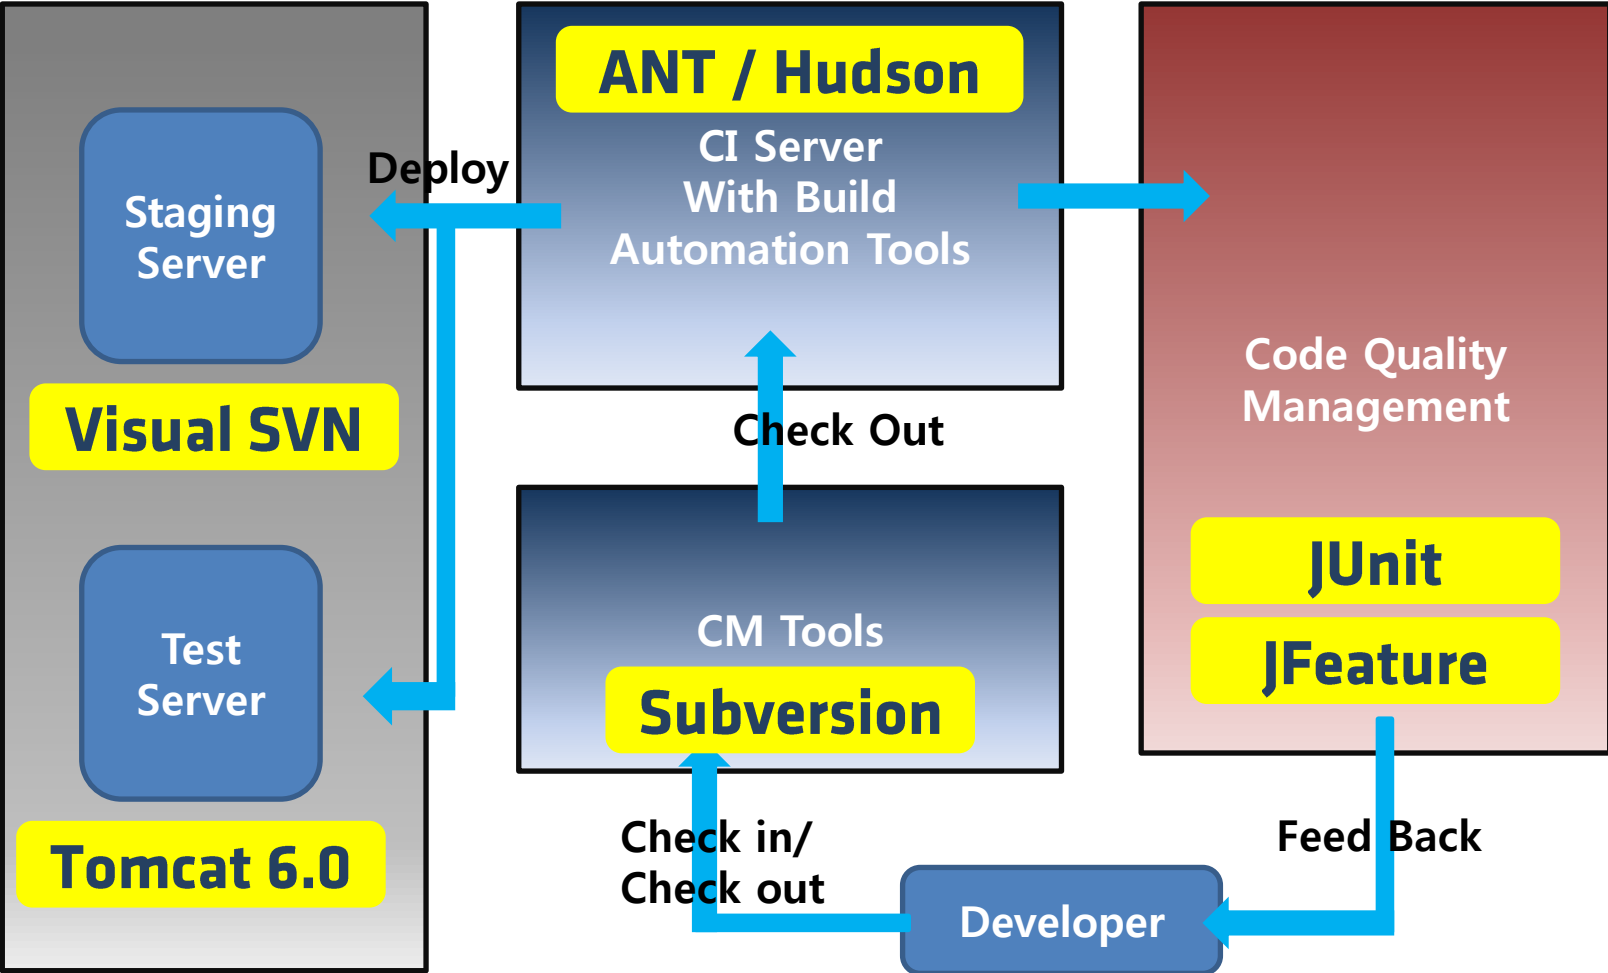 ANT / Hudson
CI Server
With Build
Automation Tools
Deploy
Staging
Server
Visual SVN
Test
Server
Tomcat 6.0
Check Out
CM Tools
Subversion
Code Quality
Management
JUnit
JFeature
Check in/
Check out
Feed Back
Developer